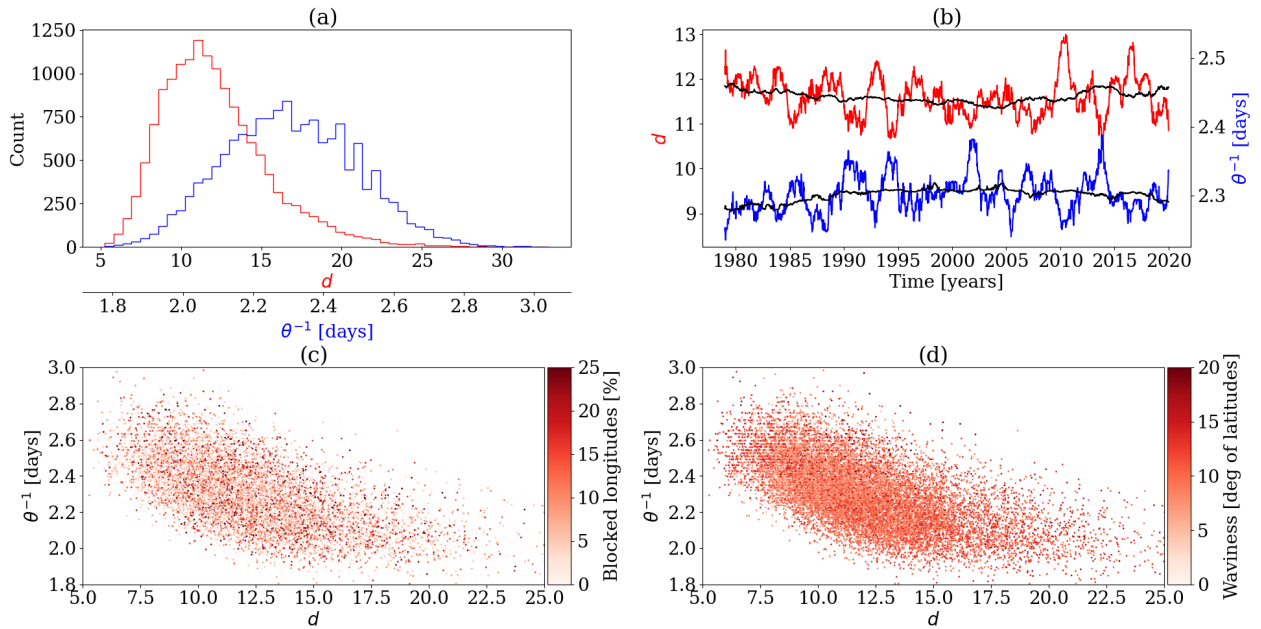 (a)
1250
1000
750
500
250
0
Count
5 10 15 20 25 30
d
1.8 2.0 2.2 2.4 2.6 2.8 3.0
θ⁻¹ [days]
(b)
13
12
11
10
9
d
2.5
2.4
2.3
θ⁻¹ [days]
1980 1985 1990 1995 2000 2005 2010 2015 2020
Time [years]
(c)
3.0
2.8
2.6
2.4
2.2
2.0
1.8
θ⁻¹ [days]
5.0 7.5 10.0 12.5 15.0 17.5 20.0 22.5 25.0
d
25
20
15
10
5
0
Blocked longitudes [%]
(d)
3.0
2.8
2.6
2.4
2.2
2.0
1.8
θ⁻¹ [days]
5.0 7.5 10.0 12.5 15.0 17.5 20.0 22.5 25.0
d
20
15
10
5
0
Waviness [deg of latitudes]